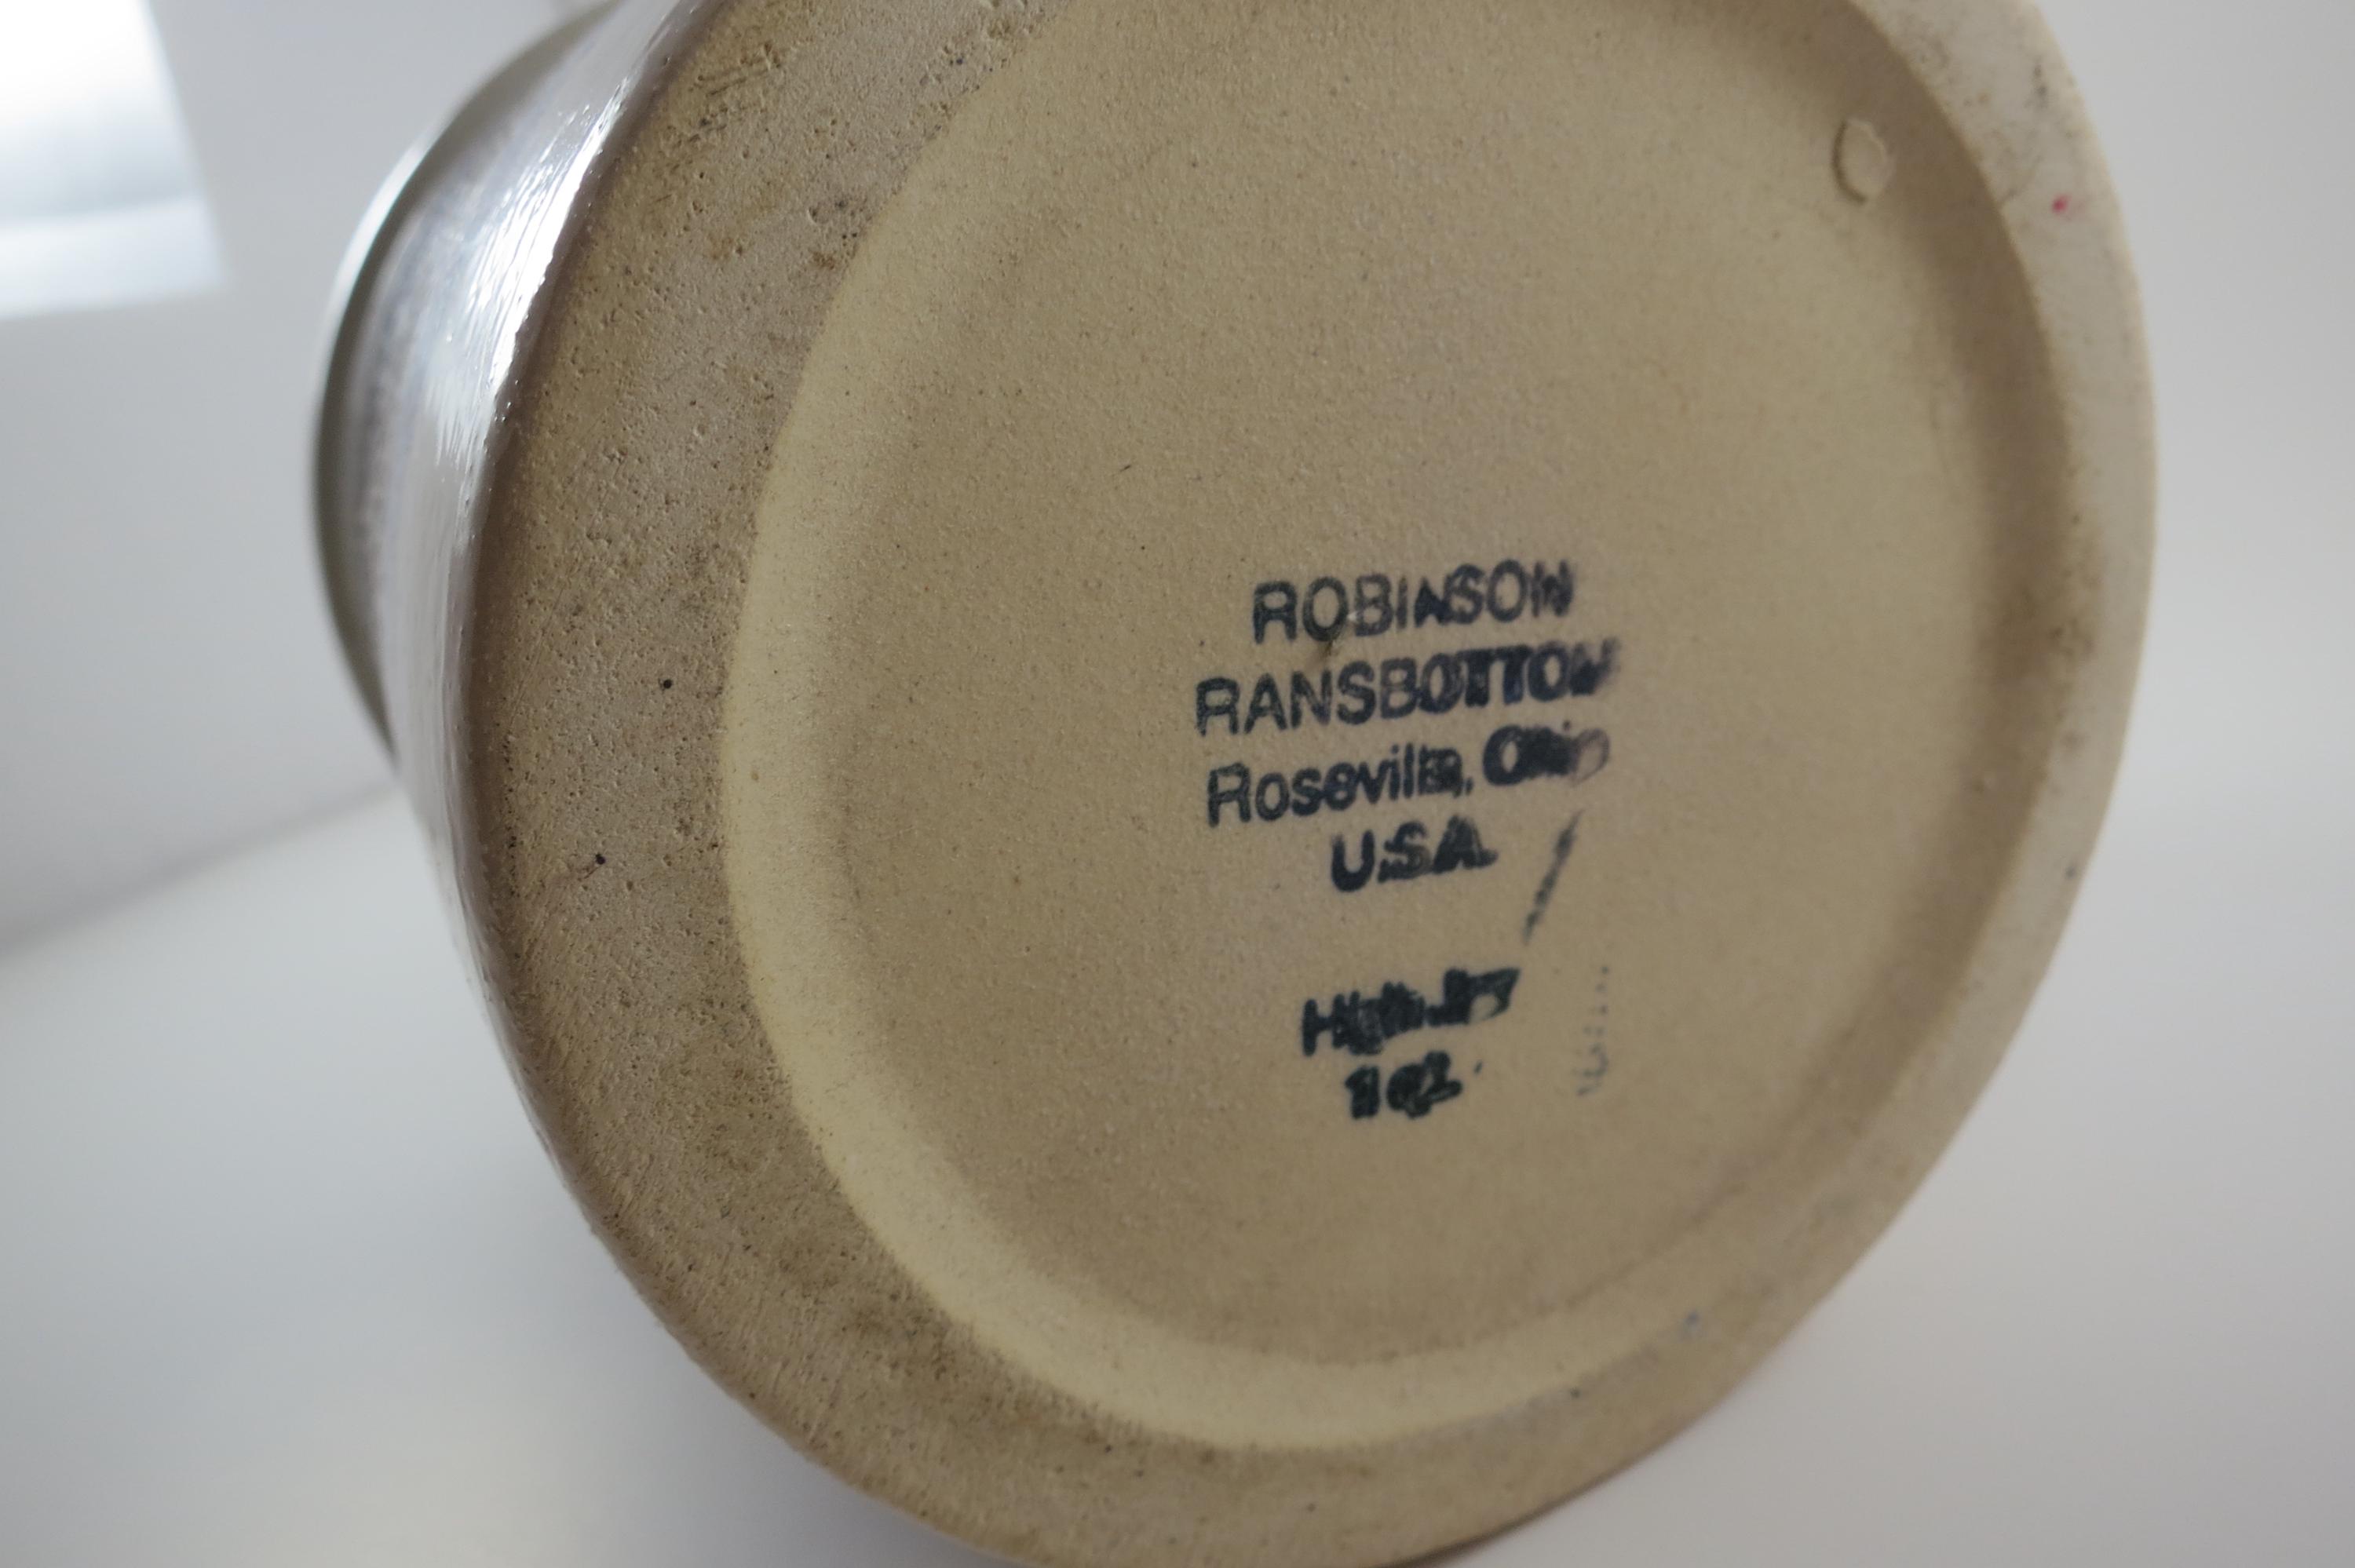 ROBINSON
RANSBOTTOM
Roseville, Ohio
U.S.A.